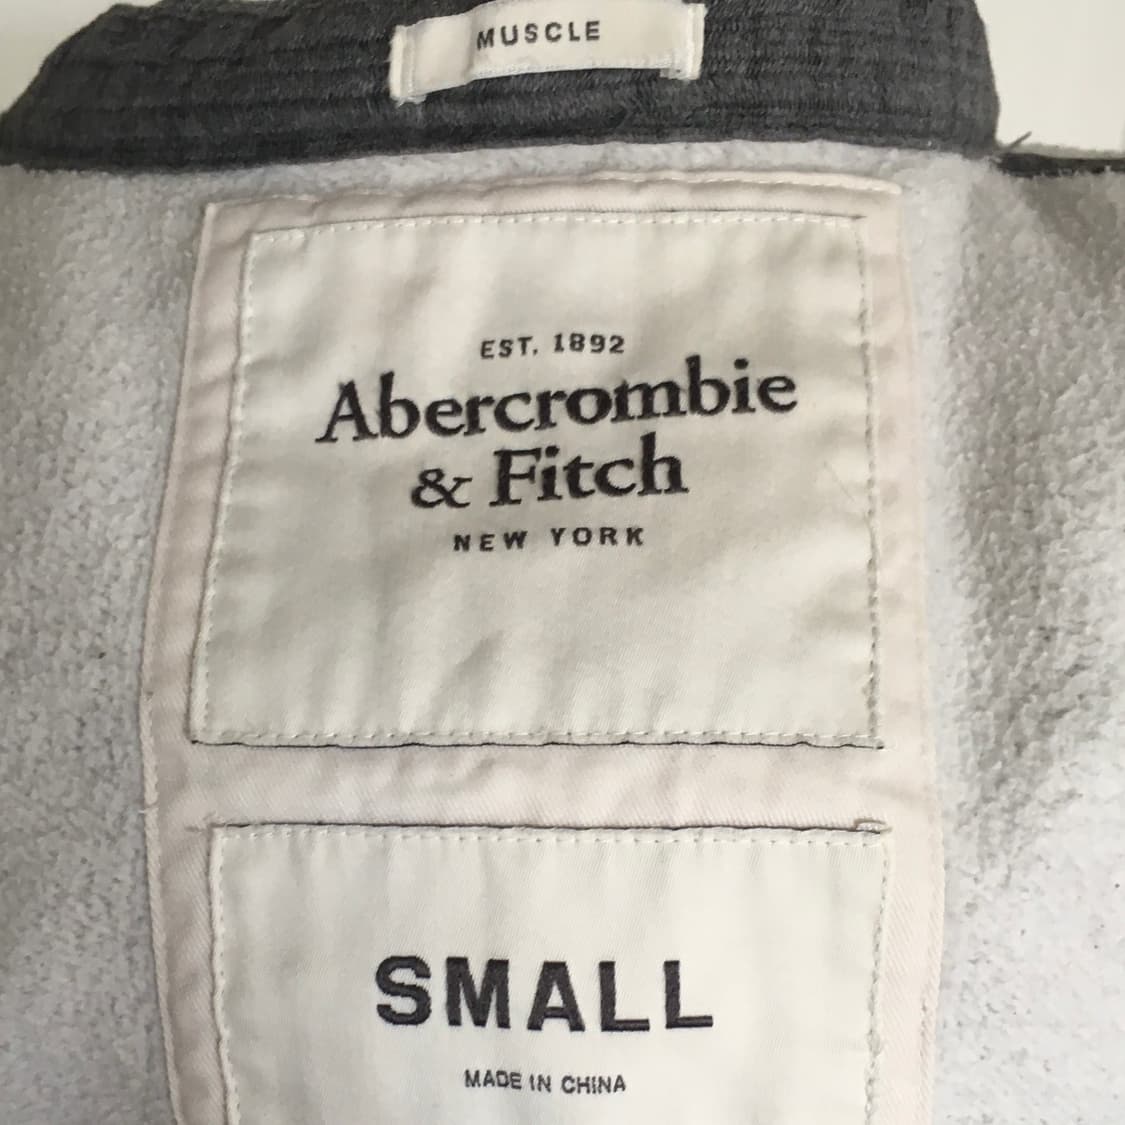 MUSCLE
EST. 1892
Abercrombie
& Fitch
NEW YORK
SMALL
MADE IN CHINA